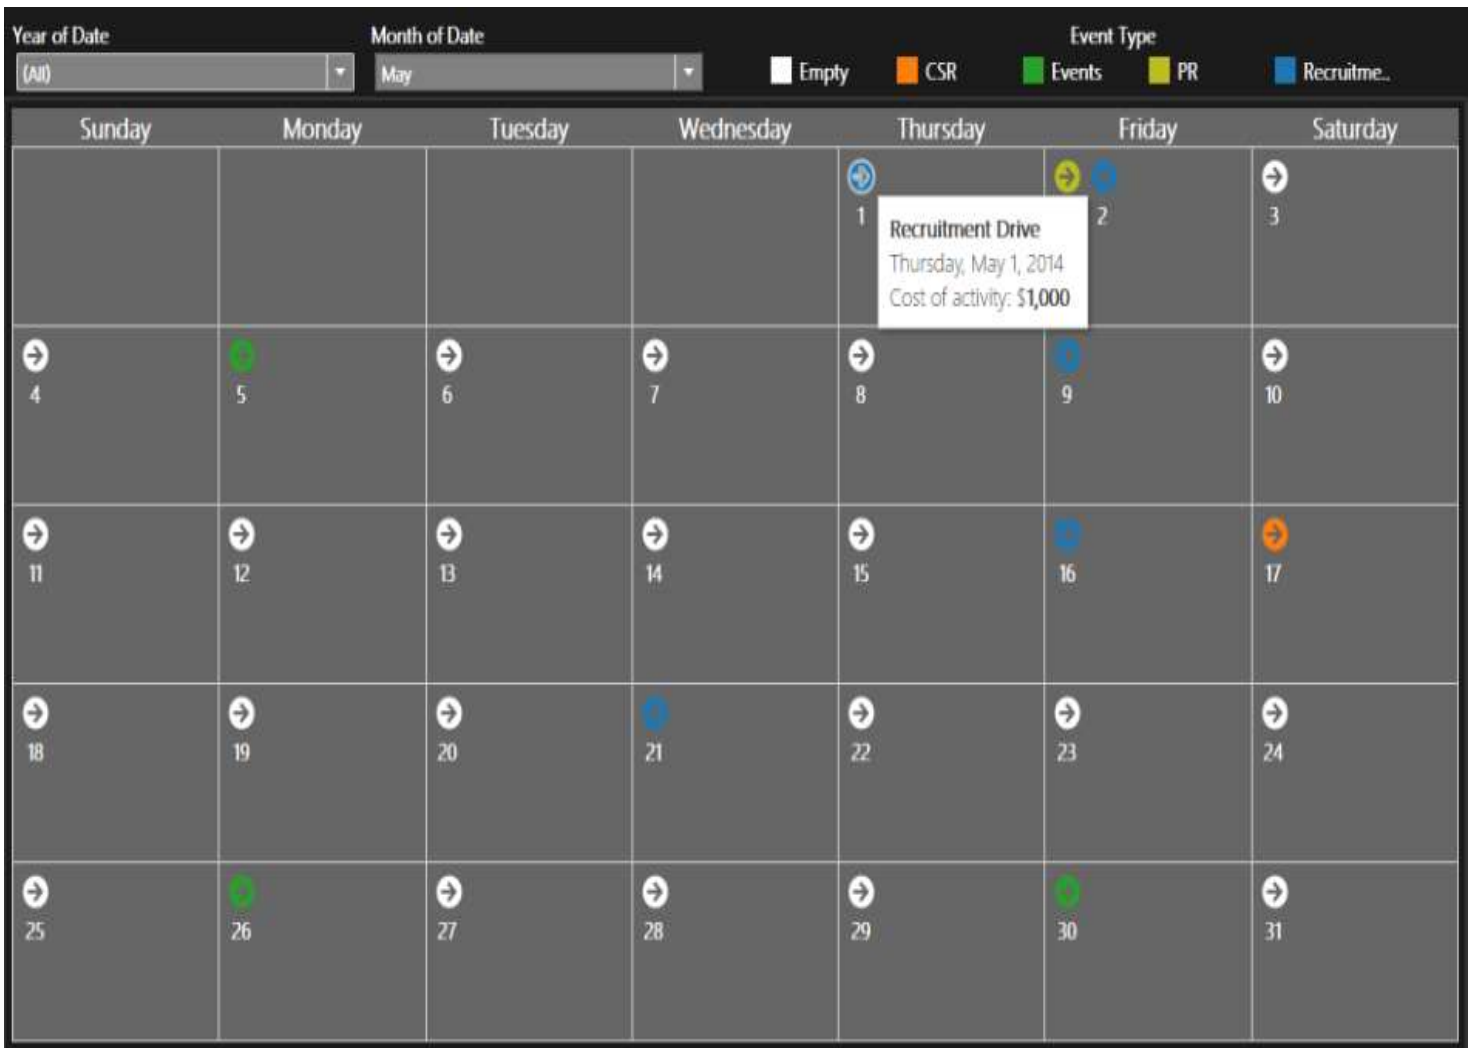 Year of Date Month of Date Event Type
(All) May Empty CSR Events PR Recruitme..
Sunday Monday Tuesday Wednesday Thursday Friday Saturday
1 2 3
Recruitment Drive
Thursday, May 1, 2014
Cost of activity: $1,000
4 5 6 7 8 9 10
11 12 13 14 15 16 17
18 19 20 21 22 23 24
25 26 27 28 29 30 31